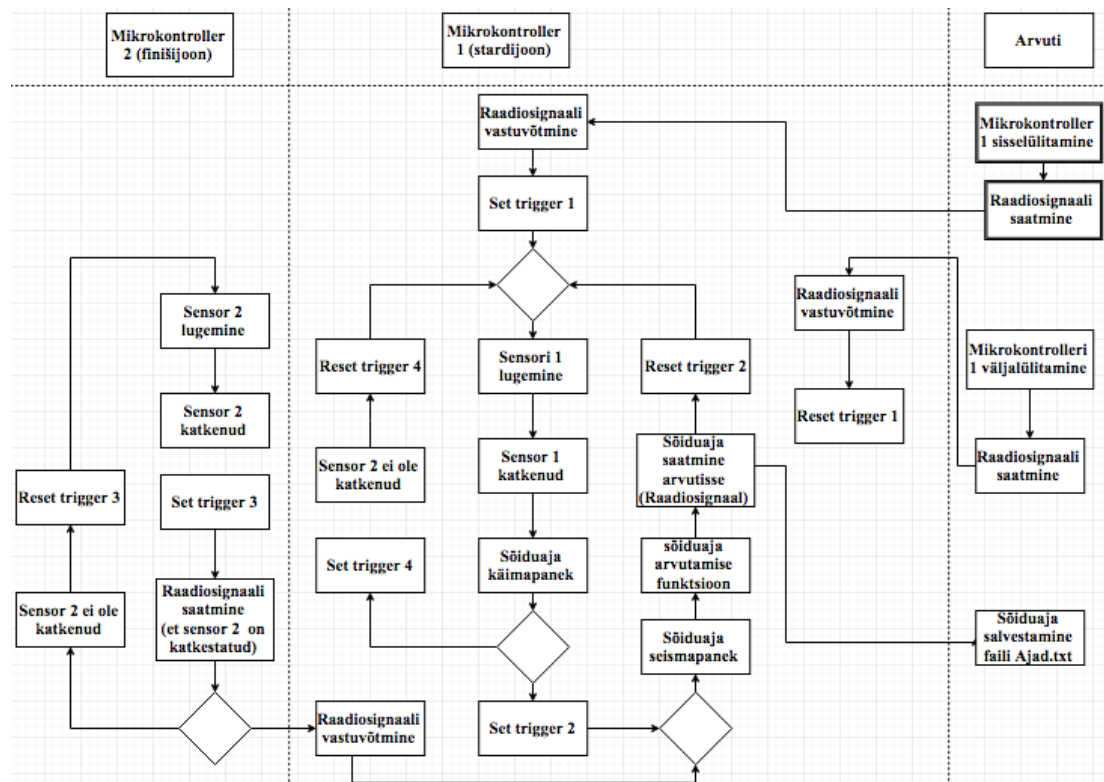 Mikrokontroller
2 (finišijoon)
Mikrokontroller
1 (stardijoon)
Arvuti
Raadiosignaali
vastuvõtmine
Mikrokontroller
1 sisselülitamine
Set trigger 1
Raadiosignaali
saatmine
Sensor 2
lugemine
Raadiosignaali
vastuvõtmine
Reset trigger 4
Sensori 1
lugemine
Reset trigger 2
Mikrokontrolleri
1 väljalülitamine
Sensor 2
katkenud
Reset trigger 1
Sensor 2 ei ole
katkenud
Sensor 1
katkenud
Sõiduaja
saatmine
arvutisse
(Raadiosignaal)
Raadiosignaali
saatmine
Reset trigger 3
Set trigger 3
Set trigger 4
Sõiduaja
käimapanek
sõiduaja
arvutamise
funktsioon
Sensor 2 ei ole
katkenud
Raadiosignaali
saatmine
(et sensor 2 on
katkestatud)
Sõiduaja
seismapanek
Sõiduaja
salvestamine
faili Ajad.txt
Raadiosignaali
vastuvõtmine
Set trigger 2